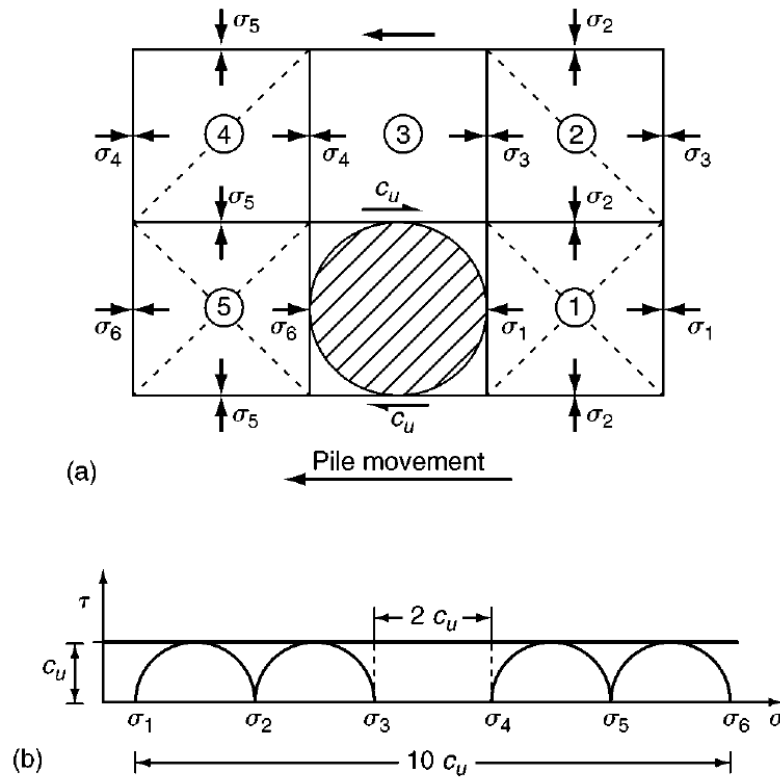 σ5 σ2
4 3 2
σ4 σ4 σ3 σ3
σ5 cu σ2
5 1
σ6 σ6 σ1 σ1
σ5 cu σ2
(a) Pile movement
τ 2 cu
cu
σ1 σ2 σ3 σ4 σ5 σ6 σ
(b) 10 cu